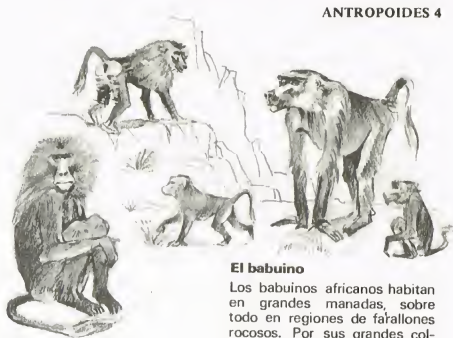 ANTROPOIDES 4
El babuino
Los babuinos africanos habitan
en grandes manadas, sobre
todo en regiones de farallones
rocosos. Por sus grandes col-